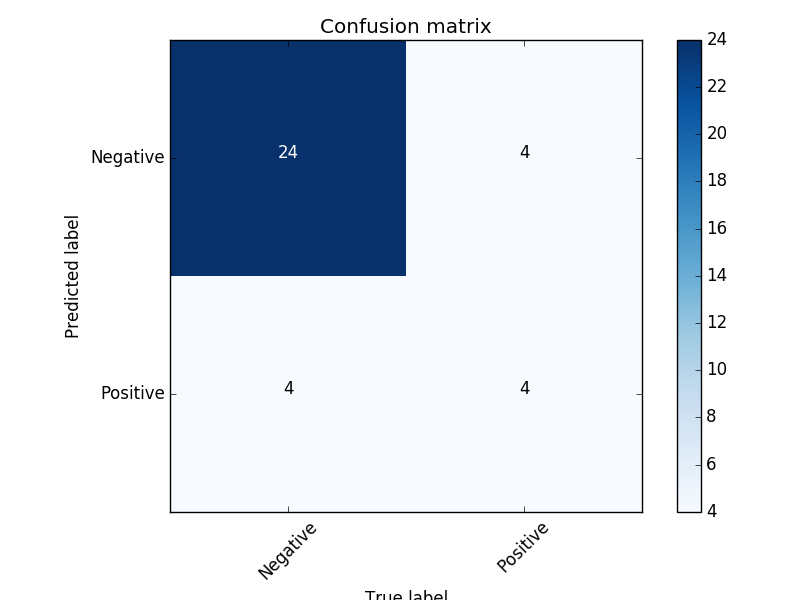 Confusion matrix
Predicted label
Negative
Positive
24
4
4
4
Negative
Positive
True label
24
22
20
18
16
14
12
10
8
6
4